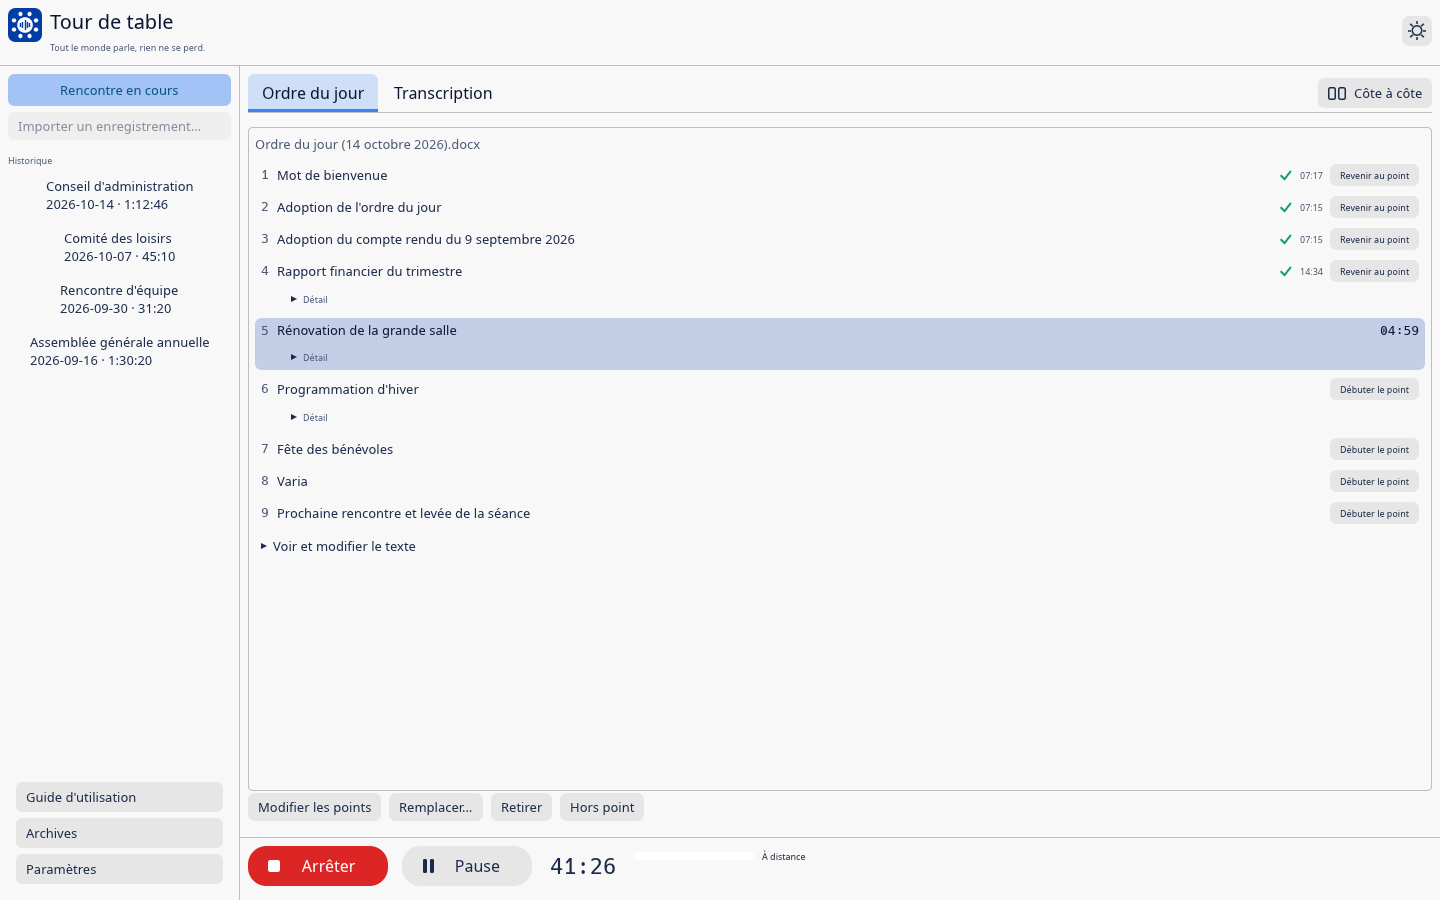 Tour de table
Tout le monde parle, rien ne se perd.
Rencontre en cours
Importer un enregistrement...
Historique
Conseil d'administration
2026-10-14 · 1:12:46
Comité des loisirs
2026-10-07 · 45:10
Rencontre d'équipe
2026-09-30 · 31:20
Assemblée générale annuelle
2026-09-16 · 1:30:20
Guide d'utilisation
Archives
Paramètres
Ordre du jour Transcription Côte à côte
Ordre du jour (14 octobre 2026).docx
1 Mot de bienvenue 07:17 Revenir au point
2 Adoption de l'ordre du jour 07:15 Revenir au point
3 Adoption du compte rendu du 9 septembre 2026 07:15 Revenir au point
4 Rapport financier du trimestre 14:34 Revenir au point
Détail
5 Rénovation de la grande salle 04:59
Détail
6 Programmation d'hiver Débuter le point
Détail
7 Fête des bénévoles Débuter le point
8 Varia Débuter le point
9 Prochaine rencontre et levée de la séance Débuter le point
Voir et modifier le texte
Modifier les points Remplacer... Retirer Hors point
Arrêter Pause 41:26 À distance